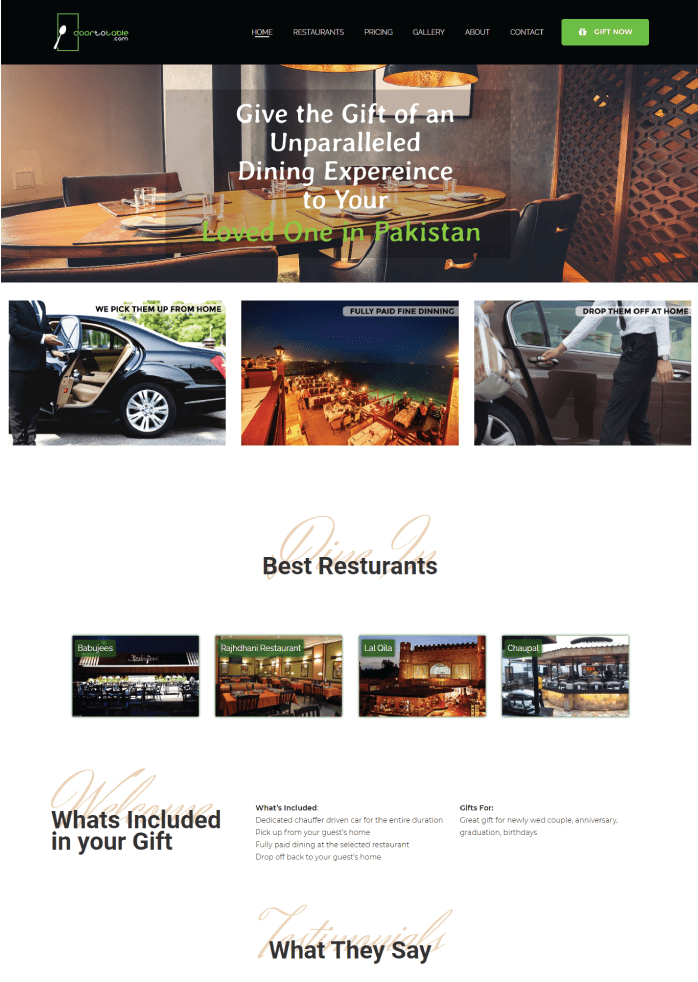 doortotable
.com
HOME RESTAURANTS PRICING GALLERY ABOUT CONTACT GIFT NOW
Give the Gift of an
Unparalleled
Dining Expereince
to Your
Loved One in Pakistan
WE PICK THEM UP FROM HOME
FULLY PAID FINE DINNING
DROP THEM OFF AT HOME
Dine In
Best Resturants
Babujees
Rajhdhani Restaurant
Lal Qila
Chaupal
Welcome
Whats Included
in your Gift
What's Included:
Dedicated chauffer driven car for the entire duration
Pick up from your guest's home
Fully paid dining at the selected restaurant
Drop off back to your guest's home
Gifts For:
Great gift for newly wed couple, anniversary,
graduation, birthdays
Testimonials
What They Say